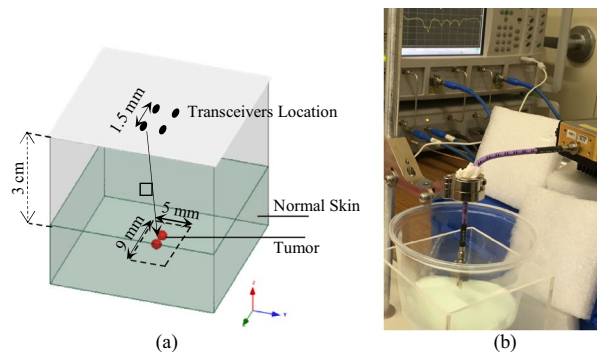 Transceivers Location
1.5 mm
3 cm
5 mm
9 mm
Normal Skin
Tumor
(a)
(b)